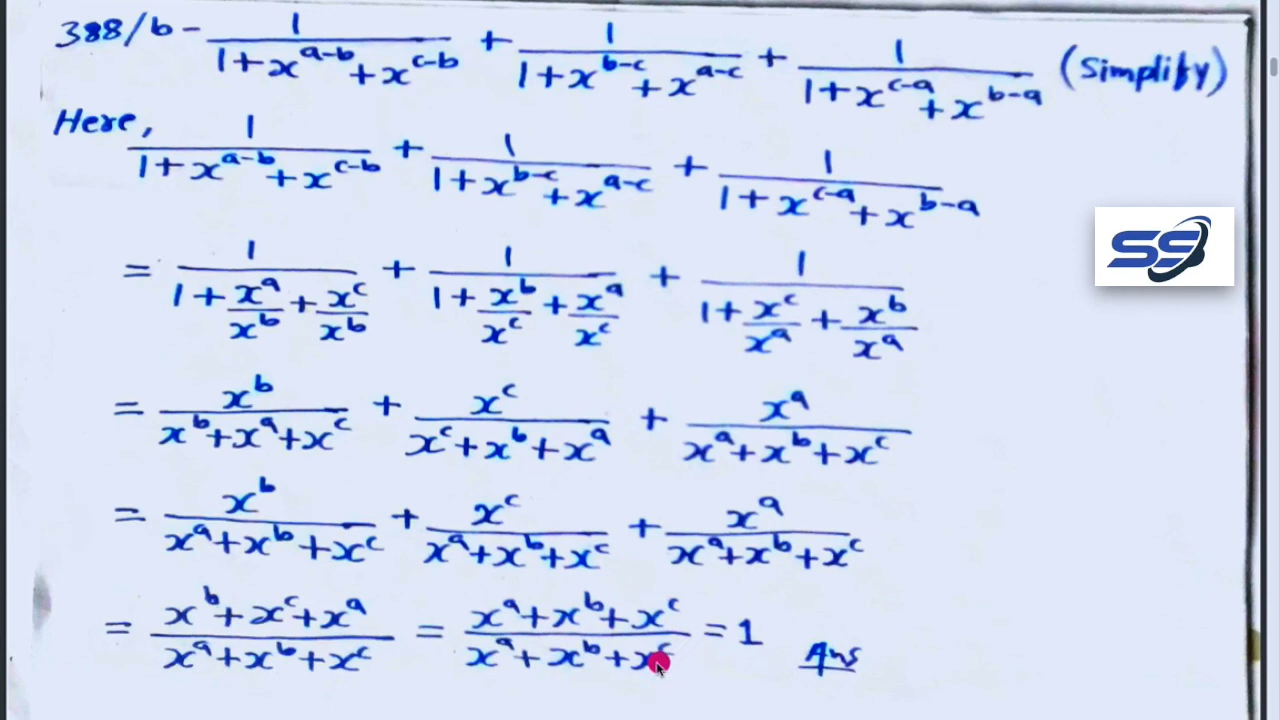 388/b - 1/(1+x^(a-b)+x^(c-b)) + 1/(1+x^(b-c)+x^(a-c)) + 1/(1+x^(c-a)+x^(b-a)) (Simplify)
Here, 1/(1+x^(a-b)+x^(c-b)) + 1/(1+x^(b-c)+x^(a-c)) + 1/(1+x^(c-a)+x^(b-a))
SS
= 1/(1+x^a/x^b+x^c/x^b) + 1/(1+x^b/x^c+x^a/x^c) + 1/(1+x^c/x^a+x^b/x^a)
= x^b/(x^b+x^a+x^c) + x^c/(x^c+x^b+x^a) + x^a/(x^a+x^b+x^c)
= x^b/(x^a+x^b+x^c) + x^c/(x^a+x^b+x^c) + x^a/(x^a+x^b+x^c)
= (x^b+x^c+x^a)/(x^a+x^b+x^c) = (x^a+x^b+x^c)/(x^a+x^b+x^c) = 1 Ans